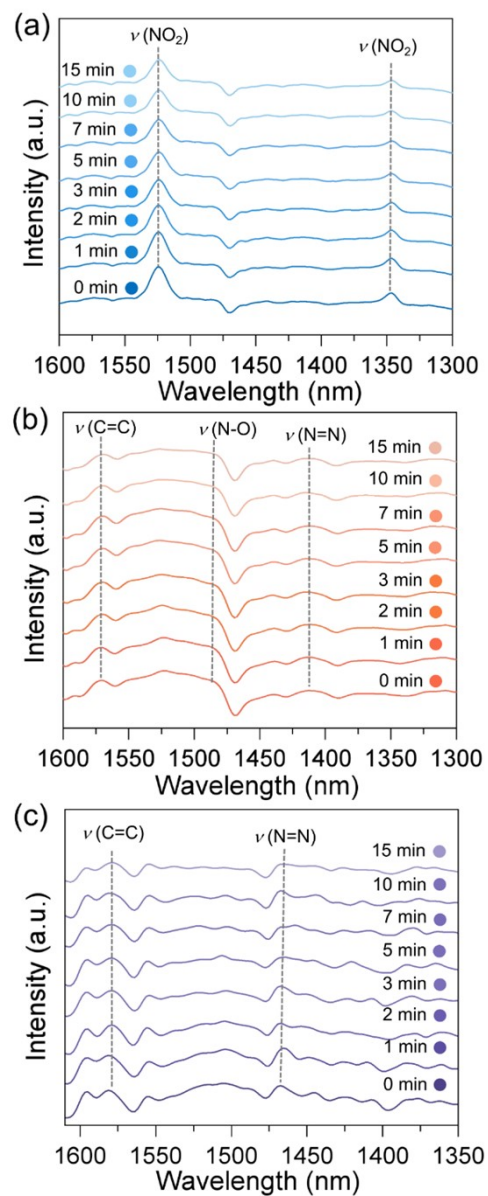 (a)
ν (NO2)
ν (NO2)
15 min
10 min
7 min
5 min
3 min
2 min
1 min
0 min
Intensity (a.u.)
1600 1550 1500 1450 1400 1350 1300
Wavelength (nm)
(b)
ν (C=C)
ν (N-O)
ν (N=N)
15 min
10 min
7 min
5 min
3 min
2 min
1 min
0 min
Intensity (a.u.)
1600 1550 1500 1450 1400 1350 1300
Wavelength (nm)
(c)
ν (C=C)
ν (N=N)
15 min
10 min
7 min
5 min
3 min
2 min
1 min
0 min
Intensity (a.u.)
1600 1550 1500 1450 1400 1350
Wavelength (nm)